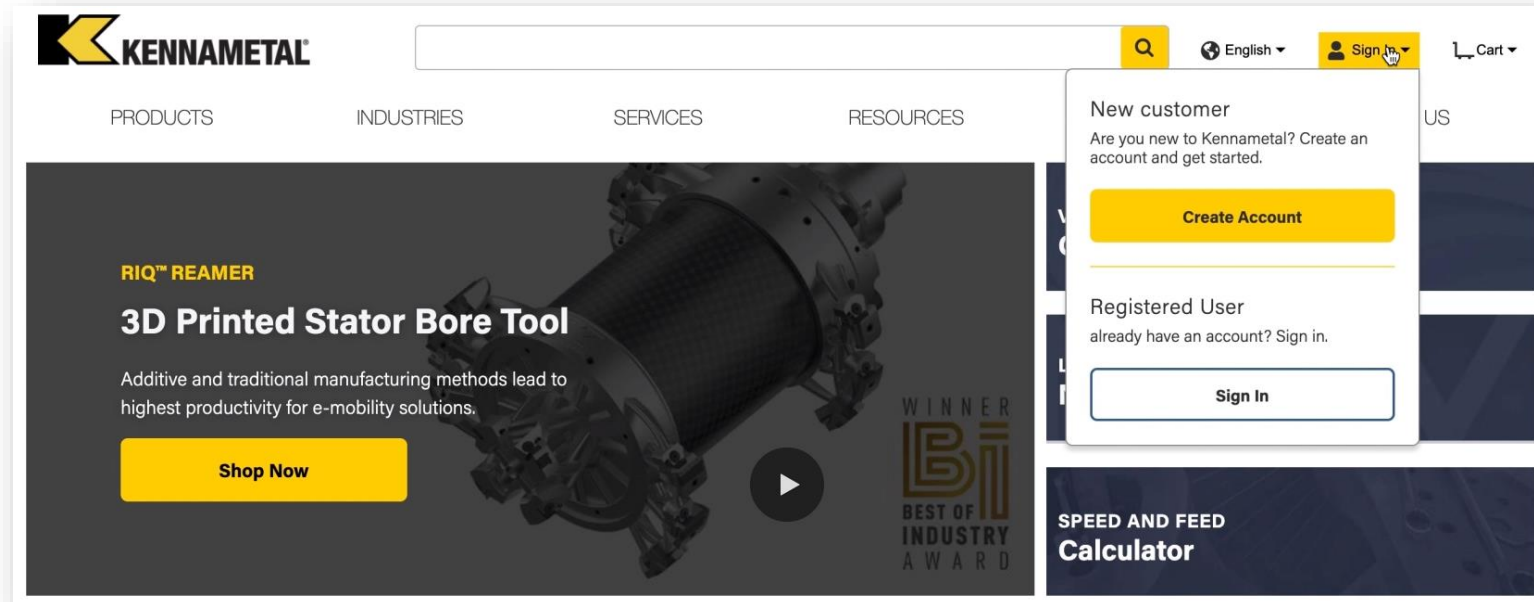 KENNAMETAL®
English
Sign In
Cart
PRODUCTS
INDUSTRIES
SERVICES
RESOURCES
US
New customer
Are you new to Kennametal? Create an
account and get started.
Create Account
Registered User
already have an account? Sign in.
Sign In
RIQ™ REAMER
3D Printed Stator Bore Tool
Additive and traditional manufacturing methods lead to
highest productivity for e-mobility solutions.
Shop Now
WINNER
Bi
BEST OF
INDUSTRY
AWARD
SPEED AND FEED
Calculator